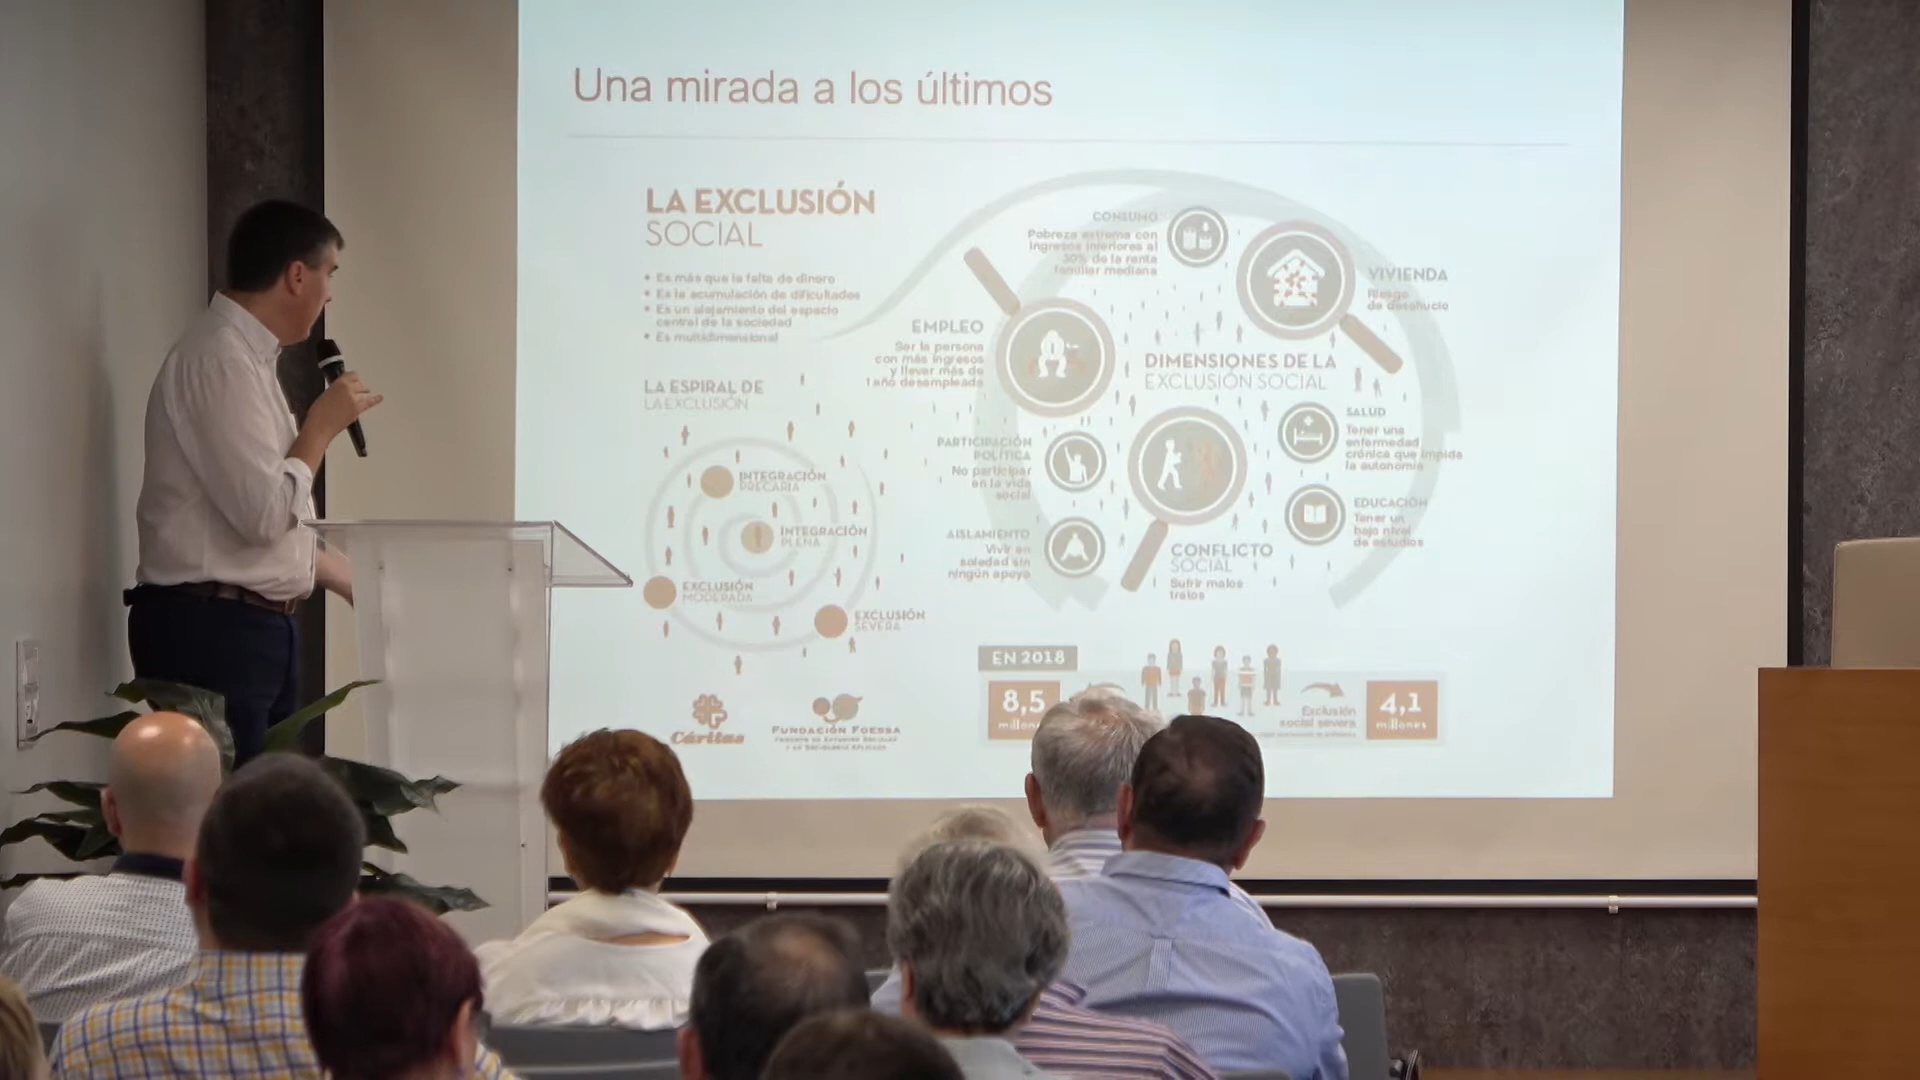 Una mirada a los últimos
LA EXCLUSIÓN
SOCIAL
• Es más que la falta de dinero
• Es la acumulación de dificultades
• Es un alejamiento del espacio
central de la sociedad
• Es multidimensional
LA ESPIRAL DE
LA EXCLUSIÓN
INTEGRACIÓN
PRECARIA
INTEGRACIÓN
PLENA
EXCLUSIÓN
MODERADA
EXCLUSIÓN
SEVERA
Cáritas
FUNDACIÓN FOESSA
CONSUMO
Pobreza extrema con
ingresos inferiores al
30% de la renta
familiar mediana
VIVIENDA
Riesgo
de desahucio
EMPLEO
Ser la persona
con más ingresos
y llevar más de
1 año desempleado
DIMENSIONES DE LA
EXCLUSIÓN SOCIAL
SALUD
Tener una
enfermedad
crónica que impide
la autonomía
PARTICIPACIÓN
POLÍTICA
No participar
en la vida
social
EDUCACIÓN
Tener un
bajo nivel
de estudios
AISLAMIENTO
Vivir en
soledad sin
ningún apoyo
CONFLICTO
SOCIAL
Sufrir malos
tratos
EN 2018
8,5
Exclusión
social severa
4,1
millones